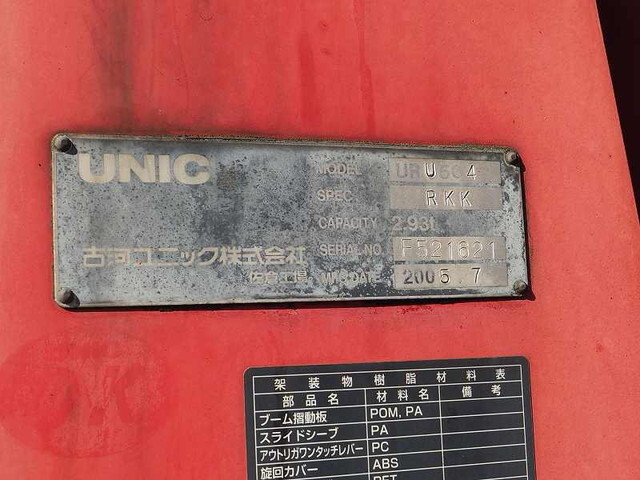 UNIC
MODEL URU504
SPEC. RKK
CAPACITY 2.93t
SERIAL NO. F521621
MFG.DATE 2005.7
古河ユニック株式会社
佐倉工場
架装物樹脂材料表
部品名 材料名 備考
ブーム摺動板 POM, PA
スライドシーブ PA
アウトリガワンタッチレバー PC
旋回カバー ABS
PET